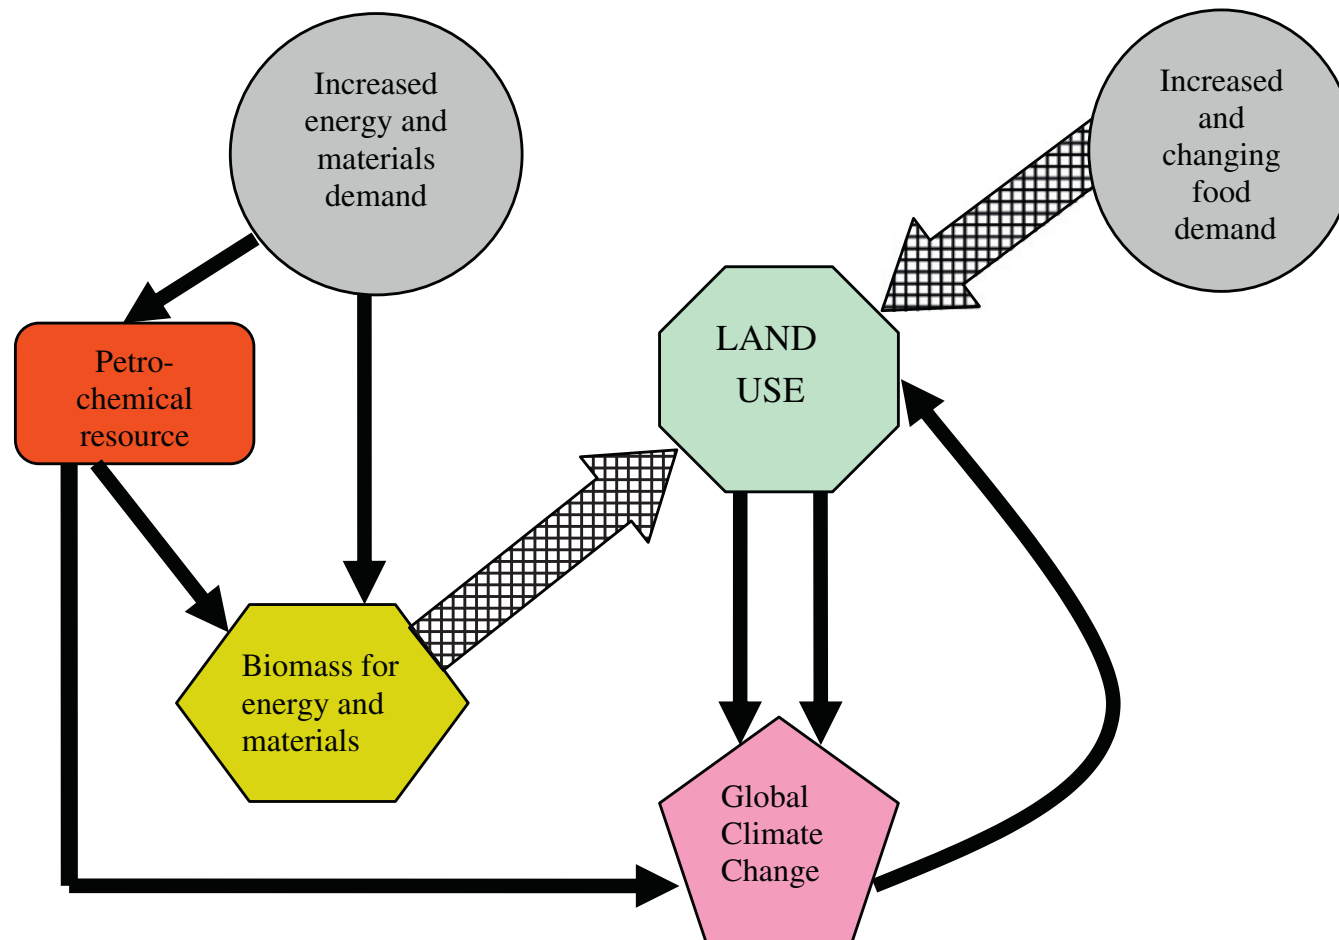 Increased
energy and
materials
demand
Increased
and
changing
food
demand
LAND
USE
Petro-
chemical
resource
Biomass for
energy and
materials
Global
Climate
Change